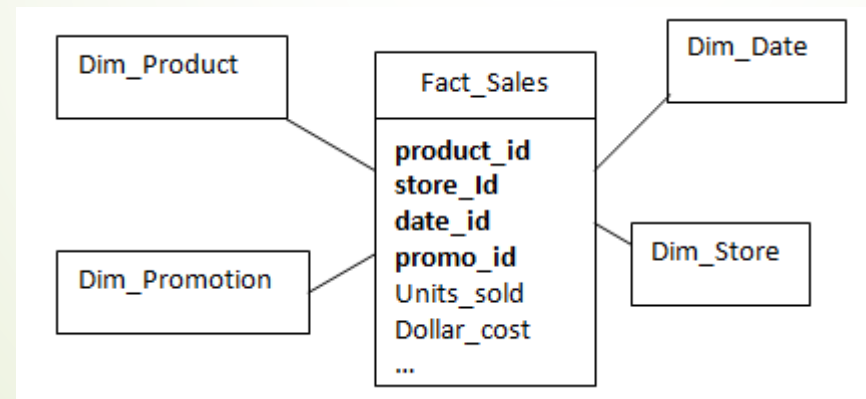 Dim_Product
Fact_Sales
product_id
store_Id
date_id
promo_id
Units_sold
Dollar_cost
...
Dim_Date
Dim_Promotion
Dim_Store